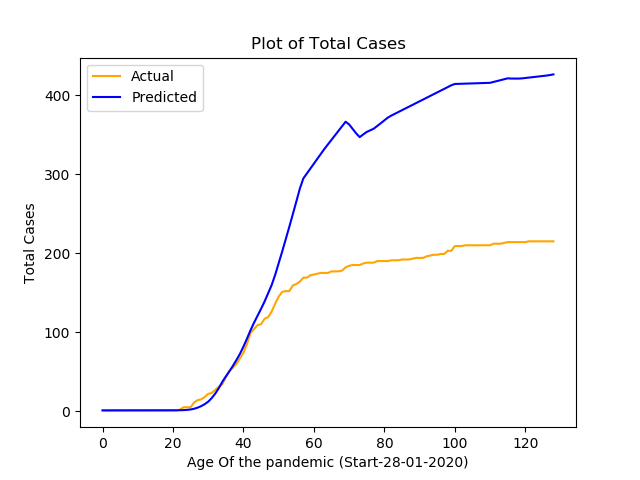 Plot of Total Cases
Actual
Predicted
400
300
200
100
0
Total Cases
0 20 40 60 80 100 120
Age Of the pandemic (Start-28-01-2020)